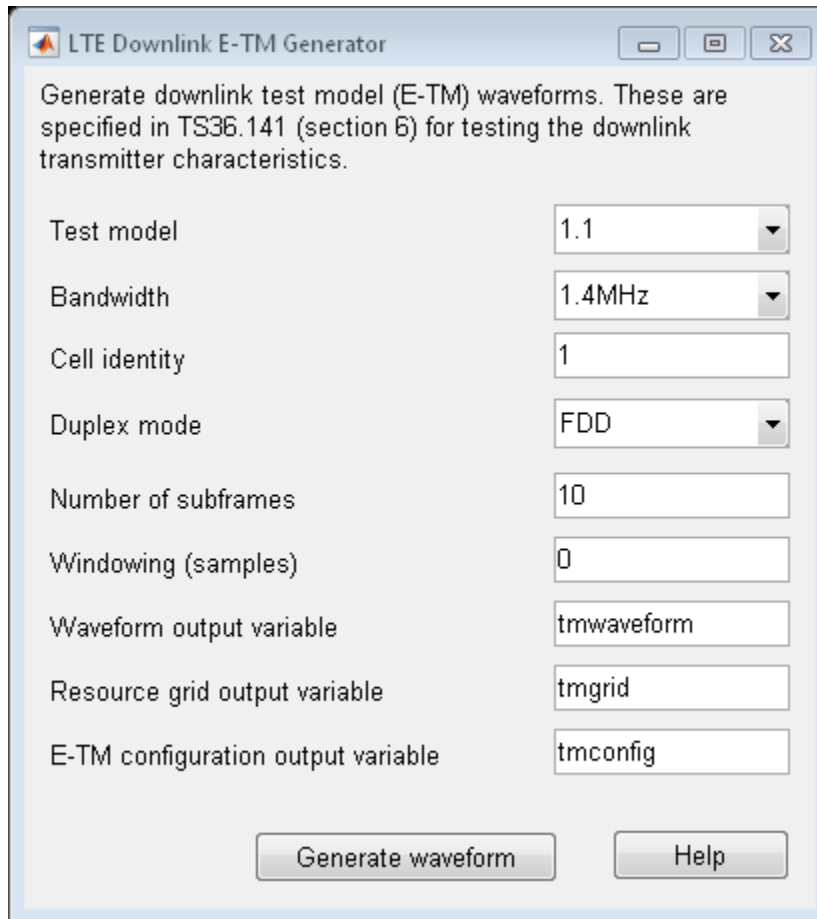 LTE Downlink E-TM Generator
Generate downlink test model (E-TM) waveforms. These are
specified in TS36.141 (section 6) for testing the downlink
transmitter characteristics.
Test model 1.1
Bandwidth 1.4MHz
Cell identity 1
Duplex mode FDD
Number of subframes 10
Windowing (samples) 0
Waveform output variable tmwaveform
Resource grid output variable tmgrid
E-TM configuration output variable tmconfig
Generate waveform Help